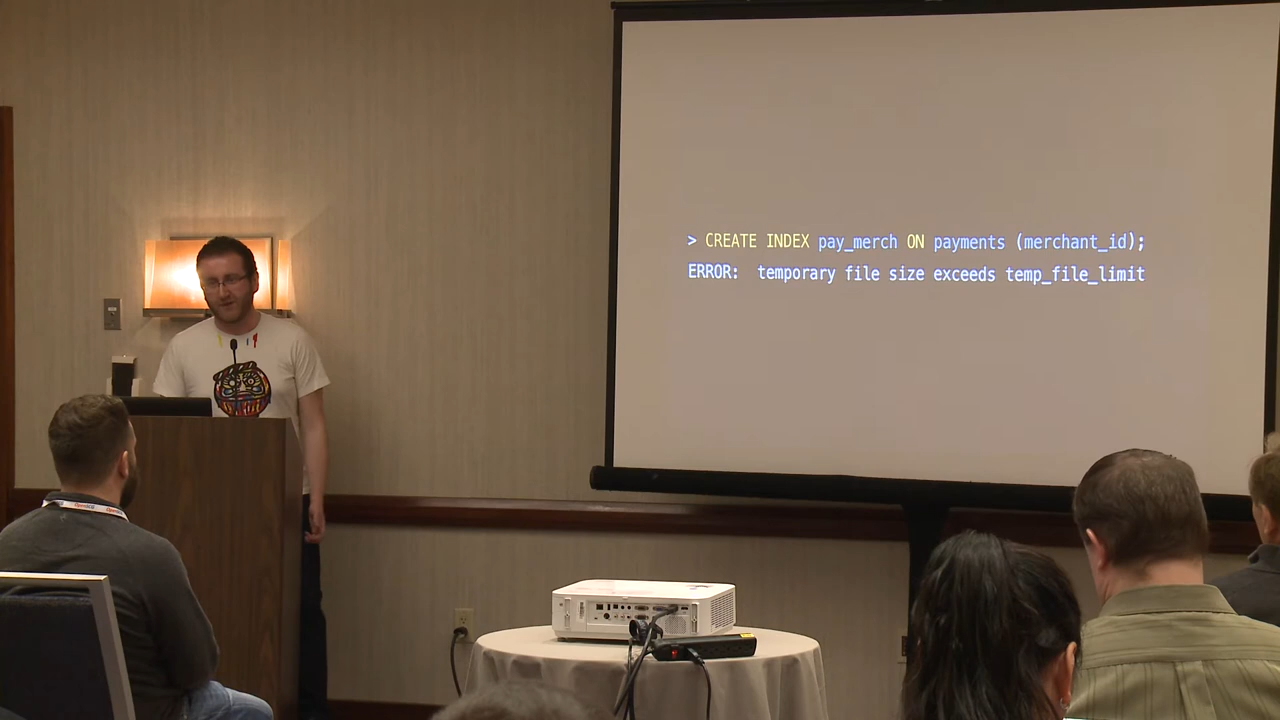 > CREATE INDEX pay_merch ON payments (merchant_id);
ERROR:  temporary file size exceeds temp_file_limit